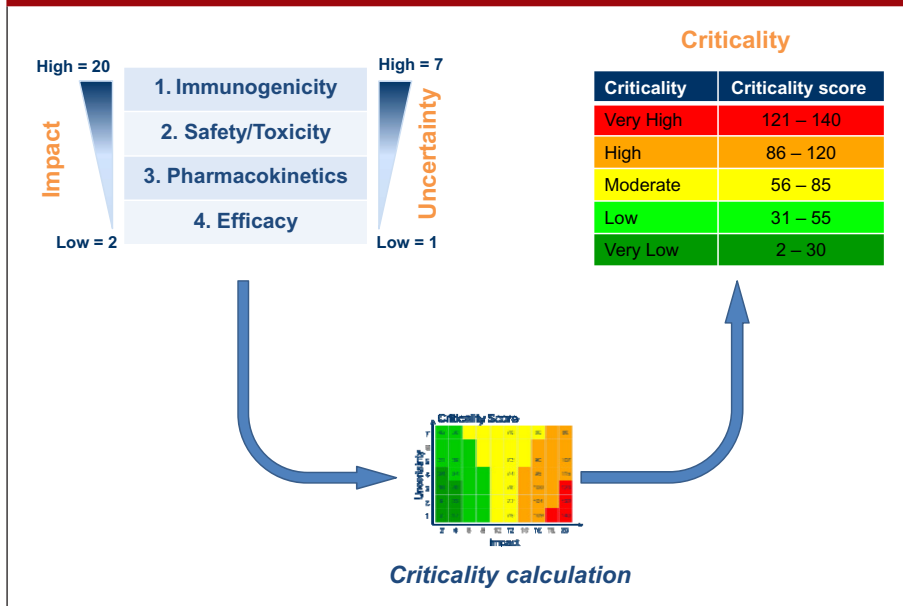 Criticality
High = 20
High = 7
1. Immunogenicity
2. Safety/Toxicity
3. Pharmacokinetics
4. Efficacy
Impact
Uncertainty
Low = 2
Low = 1
Criticality Criticality score
Very High 121 – 140
High 86 – 120
Moderate 56 – 85
Low 31 – 55
Very Low 2 – 30
Criticality Score
Uncertainty
Impact
Criticality calculation